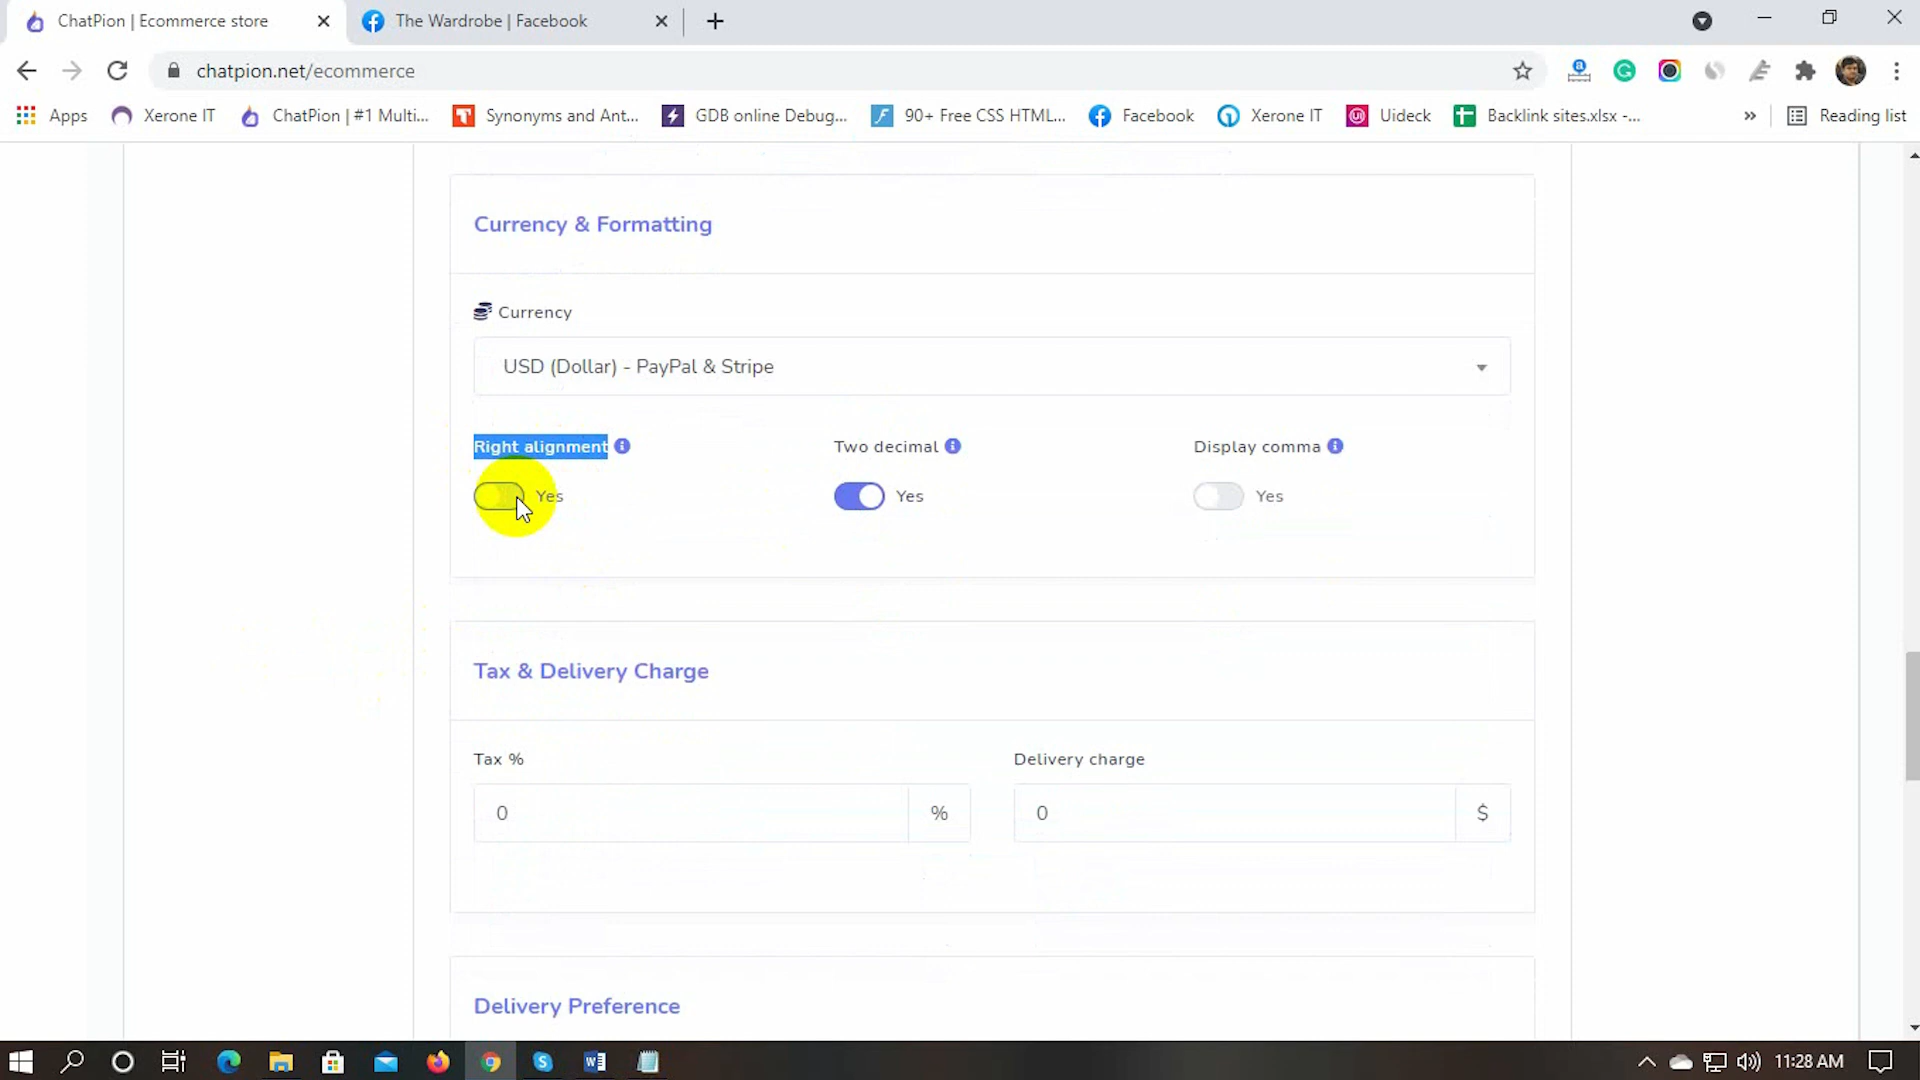 ChatPion | Ecommerce store
The Wardrobe | Facebook
chatpion.net/ecommerce
Apps
Xerone IT
ChatPion | #1 Multi...
Synonyms and Ant...
GDB online Debug...
90+ Free CSS HTML...
Facebook
Xerone IT
Uideck
Backlink sites.xlsx -...
»
Reading list
Currency & Formatting
Currency
USD (Dollar) - PayPal & Stripe
Right alignment
Two decimal
Display comma
Yes
Yes
Yes
Tax & Delivery Charge
Tax %
Delivery charge
0
%
0
$
Delivery Preference
11:28 AM